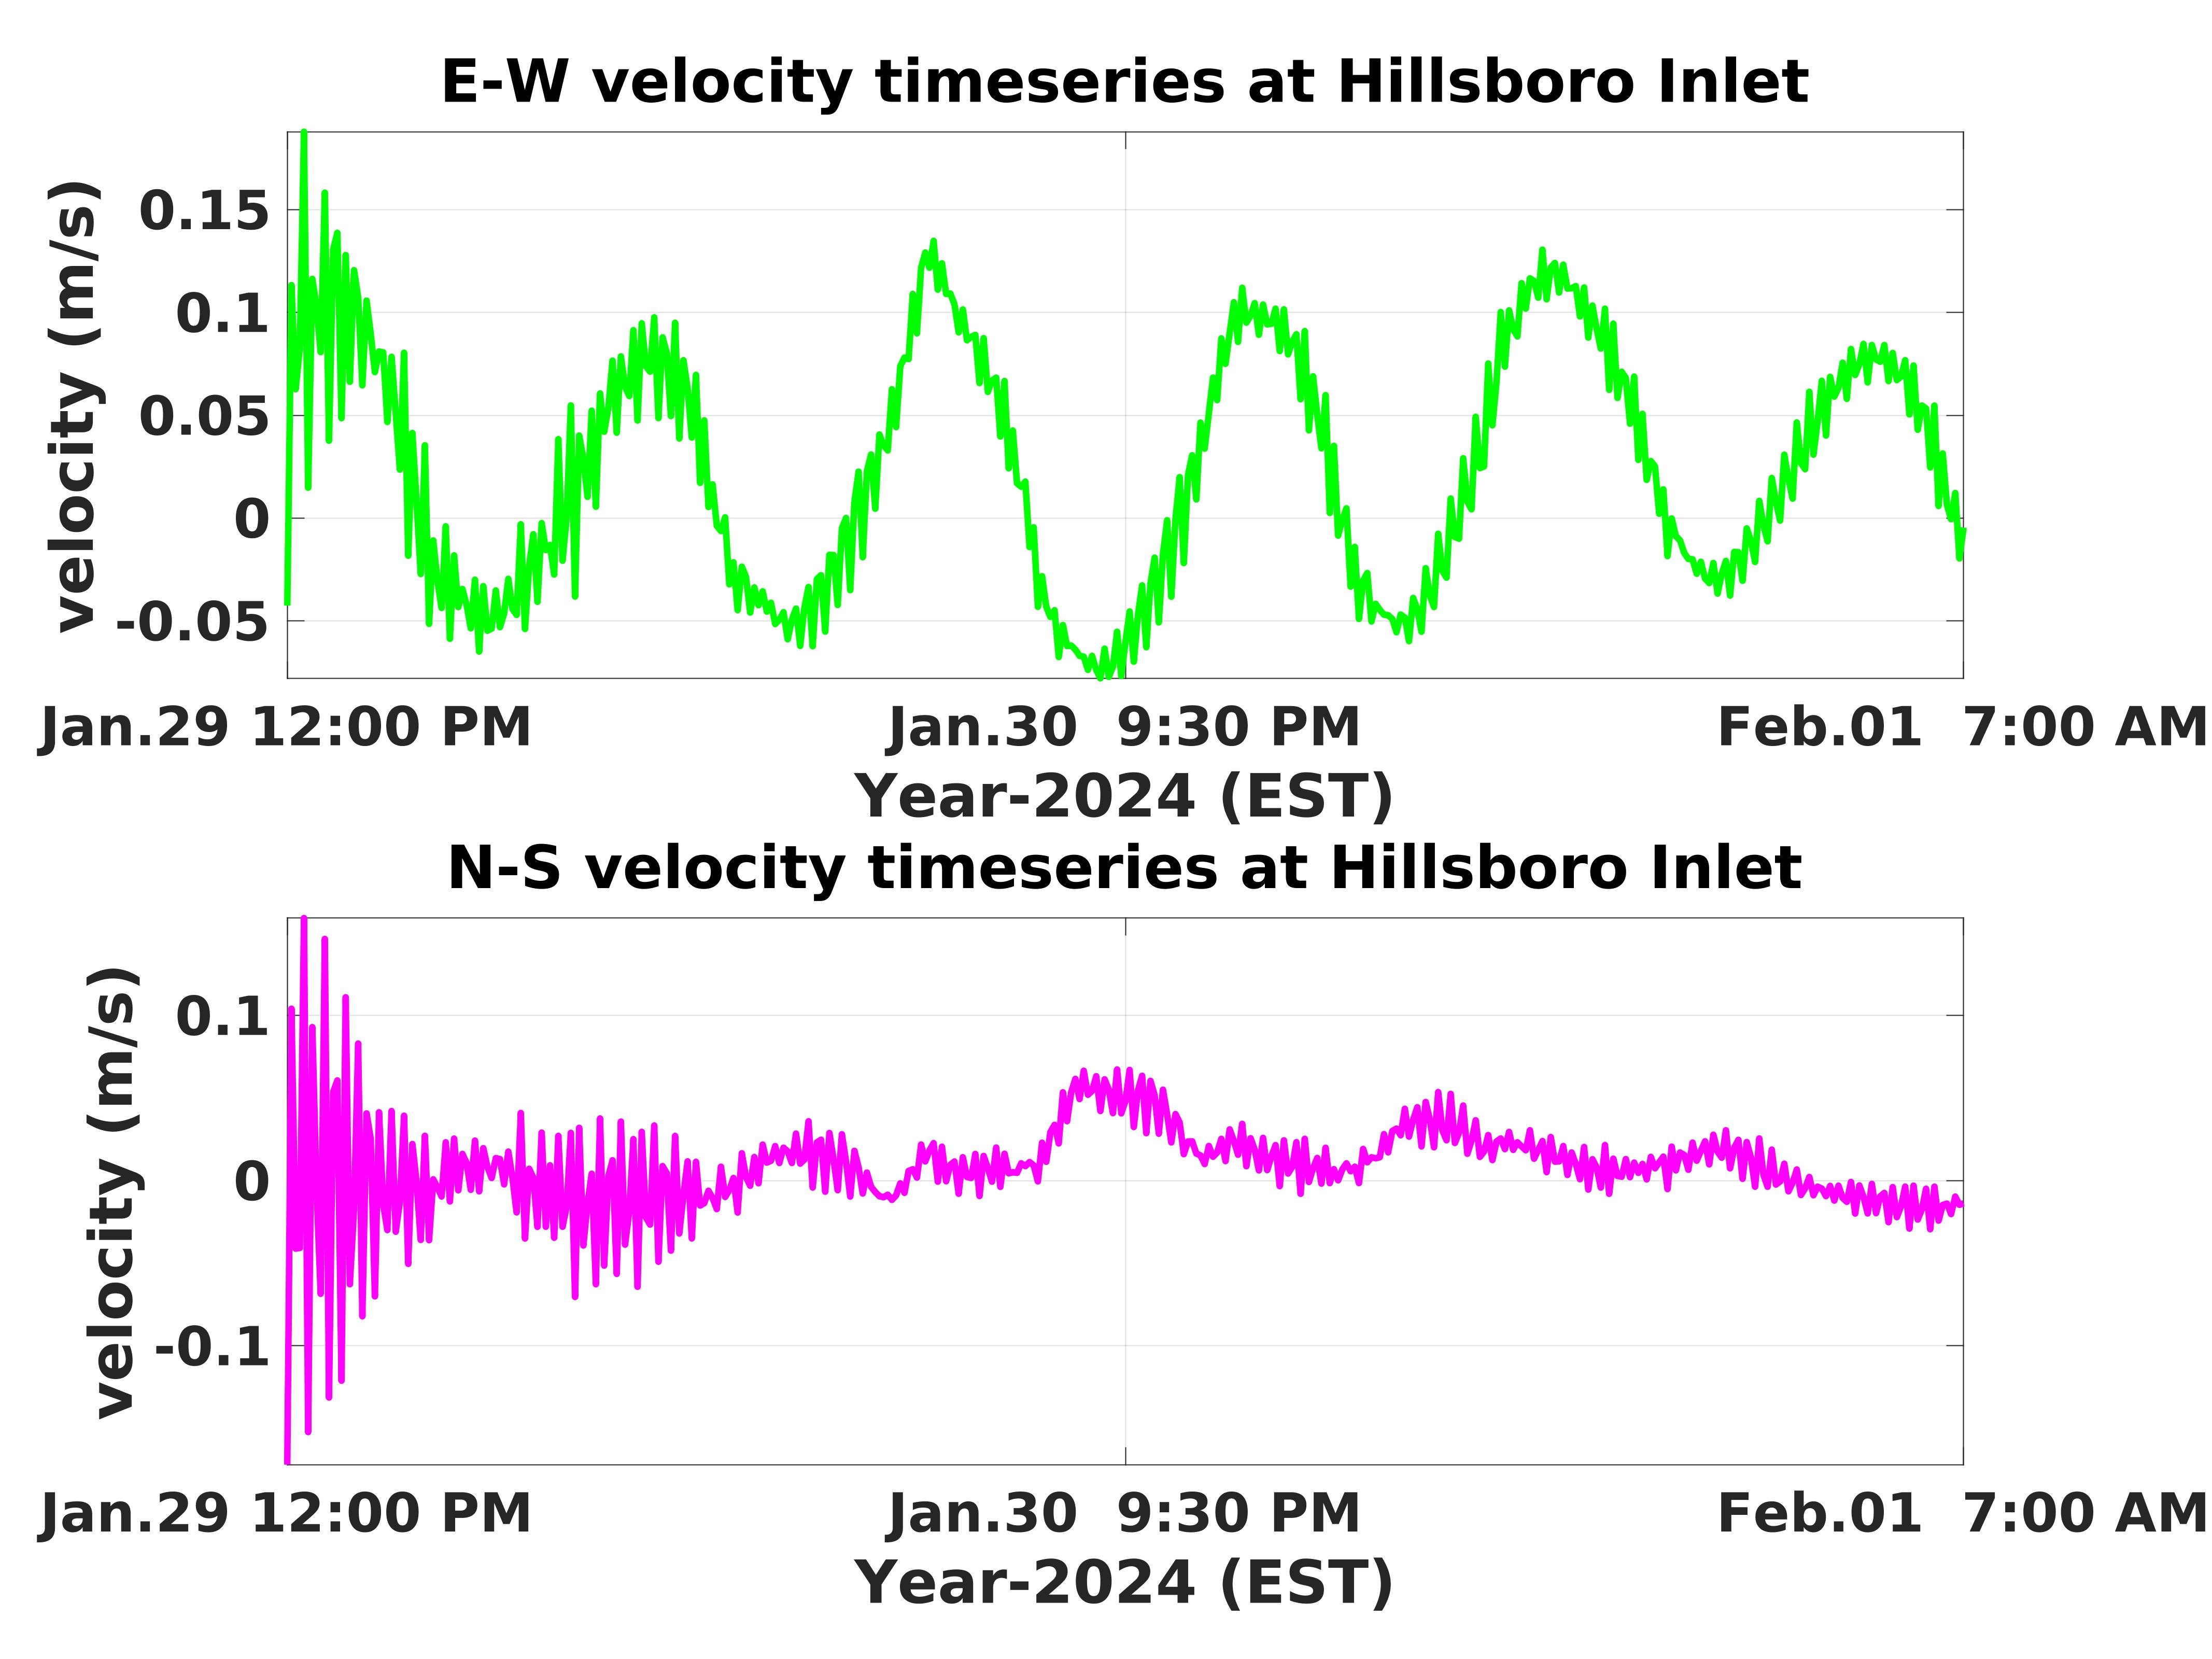 E-W velocity timeseries at Hillsboro Inlet
velocity (m/s)
0.15
0.1
0.05
0
-0.05
Jan.29 12:00 PM
Jan.30 9:30 PM
Feb.01 7:00 AM
Year-2024 (EST)
N-S velocity timeseries at Hillsboro Inlet
velocity (m/s)
0.1
0
-0.1
Jan.29 12:00 PM
Jan.30 9:30 PM
Feb.01 7:00 AM
Year-2024 (EST)